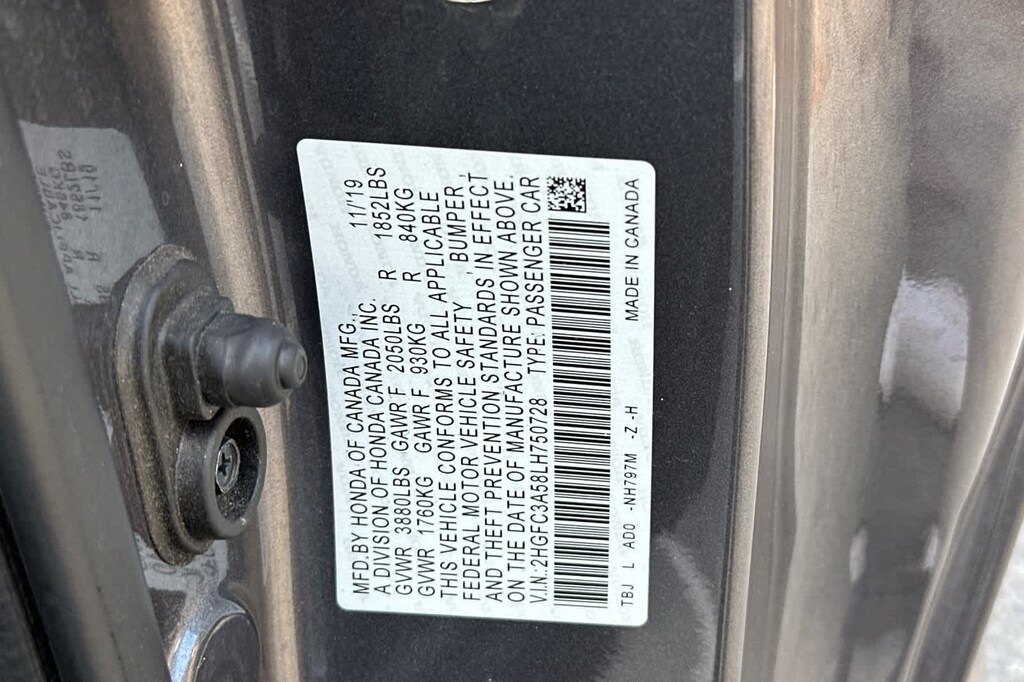 MFD.BY HONDA OF CANADA MFG., 11/19
A DIVISION OF HONDA CANADA INC.
GVWR 3880LBS GAWR F 2050LBS R 1852LBS
GVWR 1760KG GAWR F 930KG R 840KG
THIS VEHICLE CONFORMS TO ALL APPLICABLE
FEDERAL MOTOR VEHICLE SAFETY, BUMPER,
AND THEFT PREVENTION STANDARDS IN EFFECT
ON THE DATE OF MANUFACTURE SHOWN ABOVE.
V.I.N.:2HGFC3A58LH750728 TYPE: PASSENGER CAR
TBJ L AD0 -NH797M -Z -H MADE IN CANADA